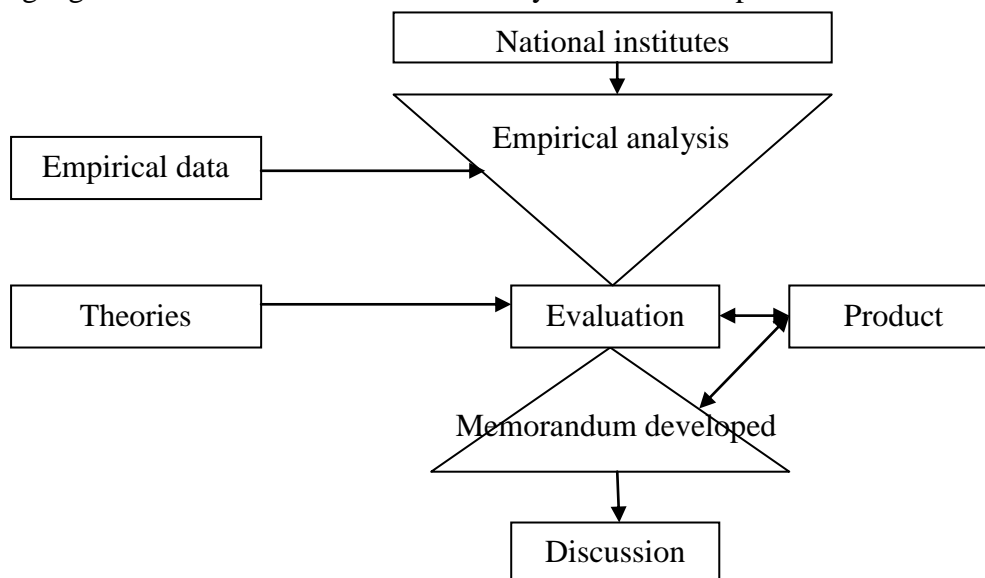 National institutes
Empirical analysis
Empirical data
Theories
Evaluation
Product
Memorandum developed
Discussion